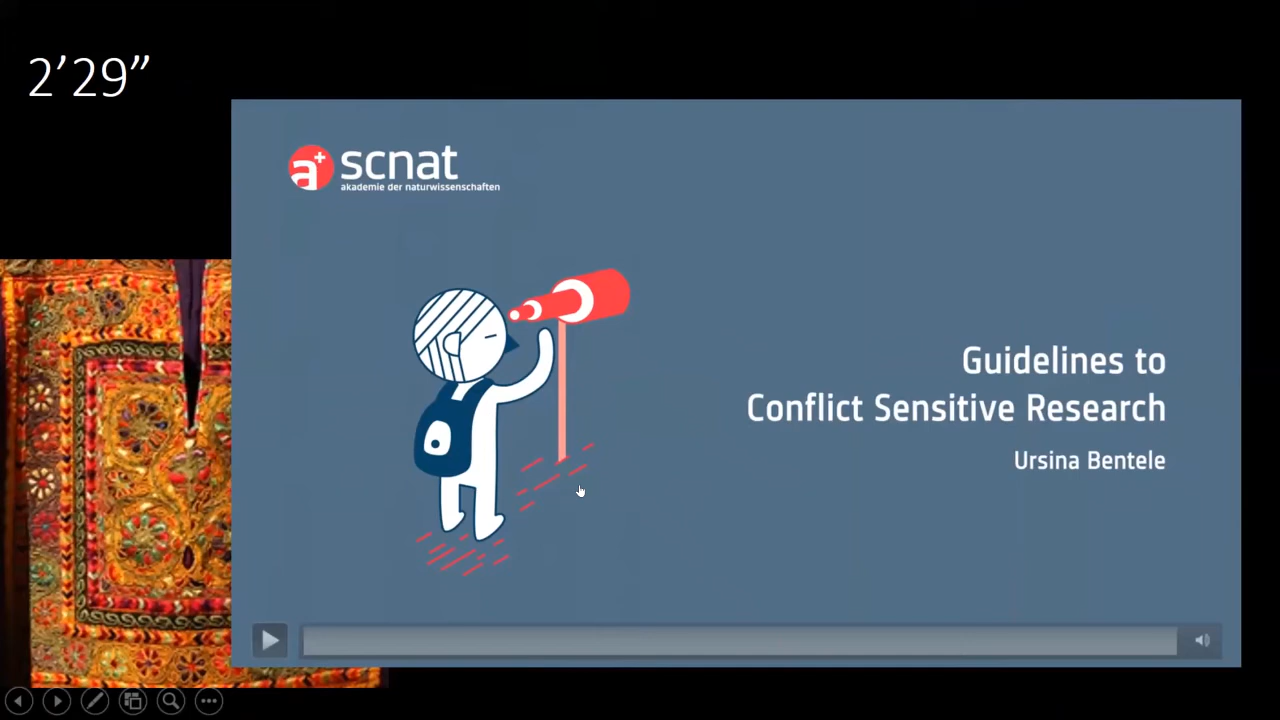 2’29”
a+ scnat
akademie der naturwissenschaften
Guidelines to
Conflict Sensitive Research
Ursina Bentele